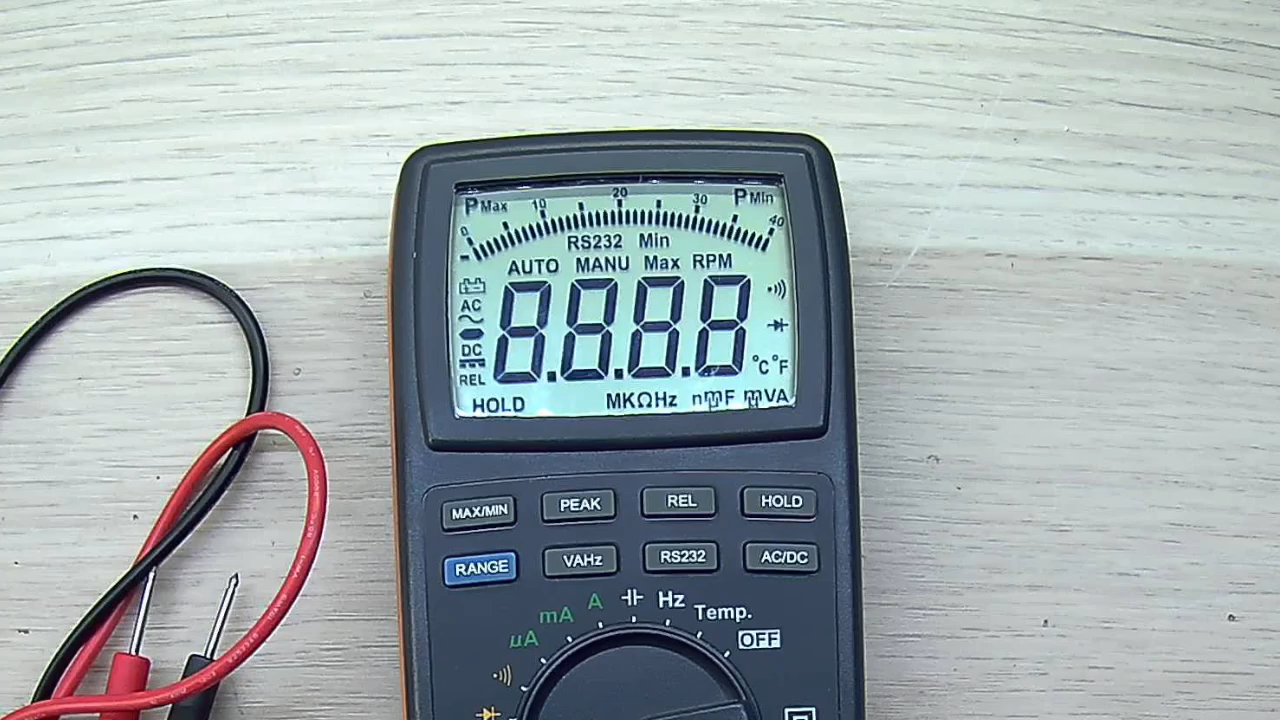 P Max 10 20 30 P Min
0 40
RS232 Min
AUTO MANU Max RPM
AC
8.8.8.8
DC
°C °F
REL
HOLD MKΩHz nmF mVA
MAX/MIN PEAK REL HOLD
RANGE VAHz RS232 AC/DC
µA mA A Hz Temp. OFF